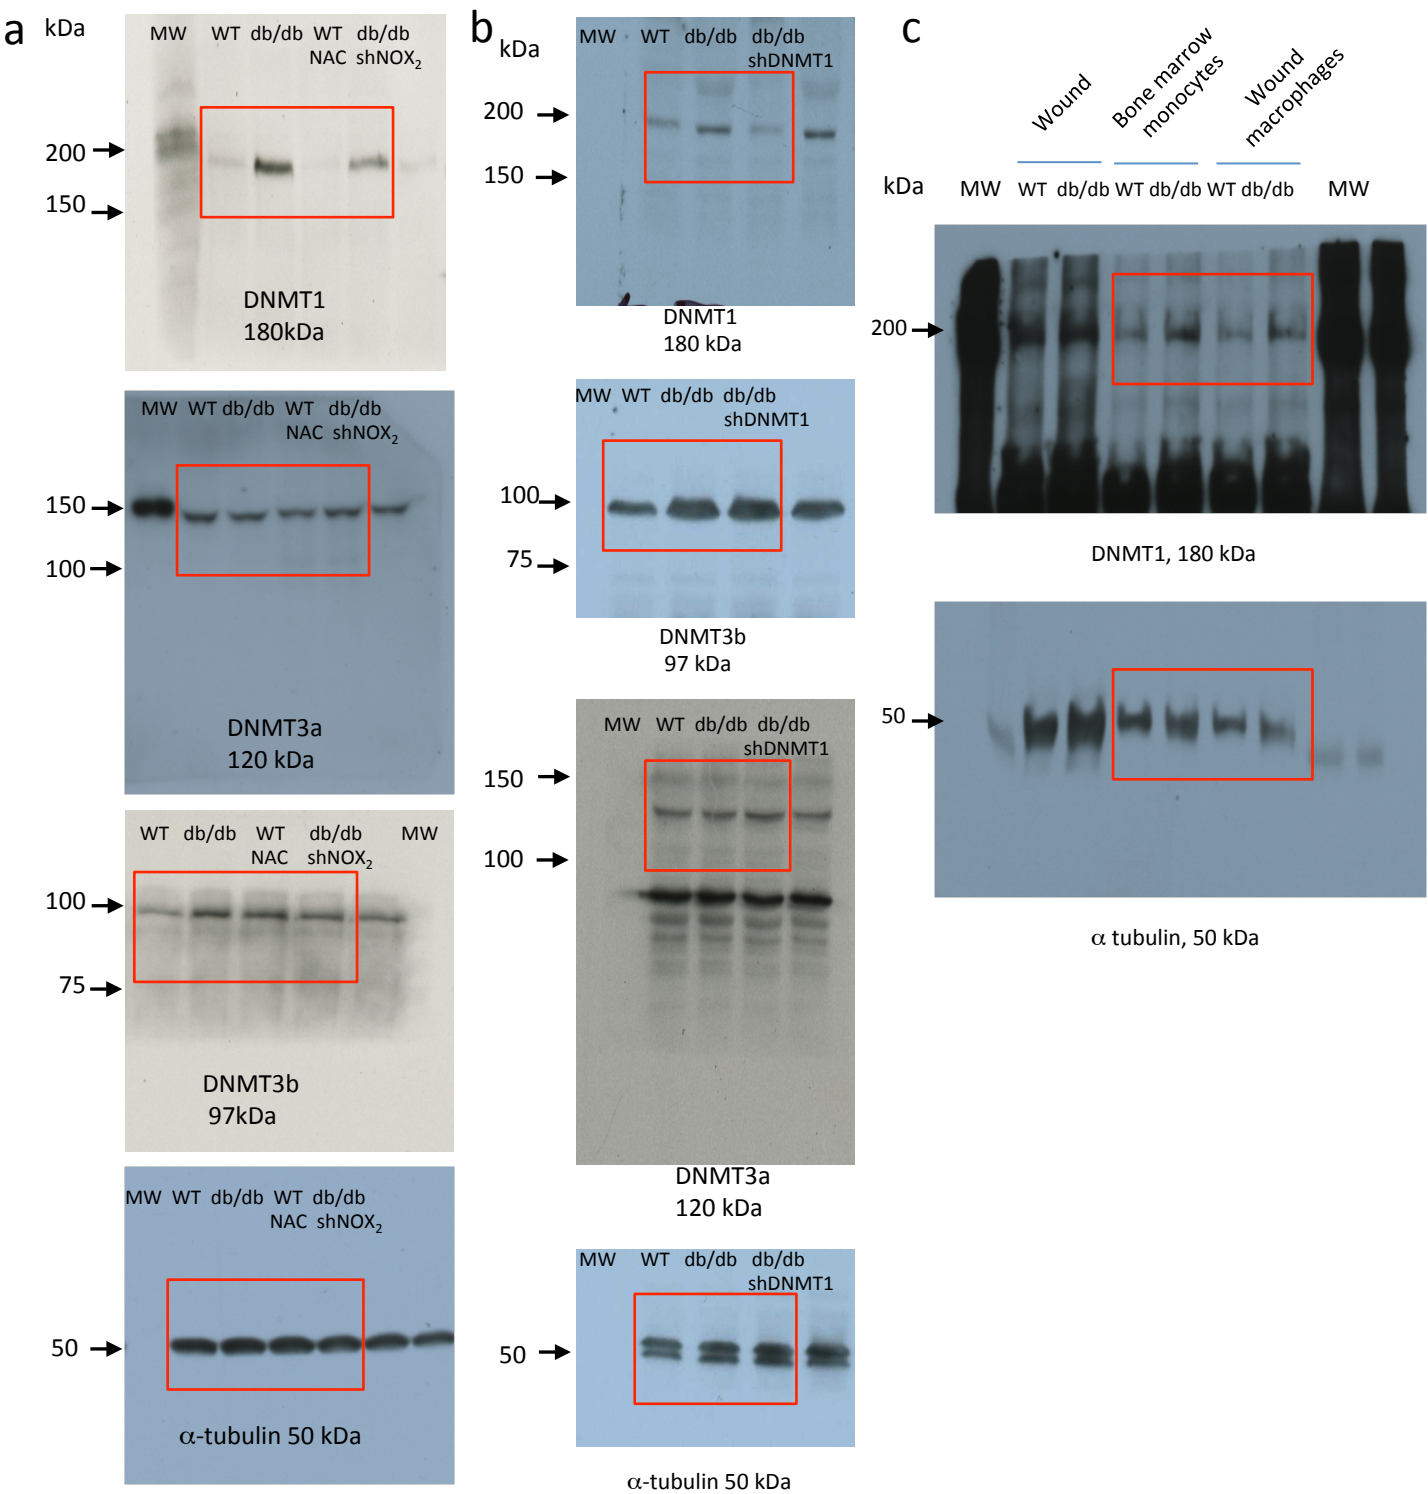 a
kDa
MW WT db/db WT db/db
NAC shNOX2
200
150
DNMT1
180kDa
MW WT db/db WT db/db
NAC shNOX2
150
100
DNMT3a
120 kDa
WT db/db WT db/db MW
NAC shNOX2
100
75
DNMT3b
97kDa
MW WT db/db WT db/db
NAC shNOX2
50
α-tubulin 50 kDa
b
kDa
MW WT db/db db/db
shDNMT1
200
150
DNMT1
180 kDa
MW WT db/db db/db
shDNMT1
100
75
DNMT3b
97 kDa
MW WT db/db db/db
shDNMT1
150
100
DNMT3a
120 kDa
MW WT db/db db/db
shDNMT1
50
α-tubulin 50 kDa
c
Wound
Bone marrow
monocytes
Wound
macrophages
kDa
MW WT db/db WT db/db WT db/db MW
200
DNMT1, 180 kDa
50
α tubulin, 50 kDa